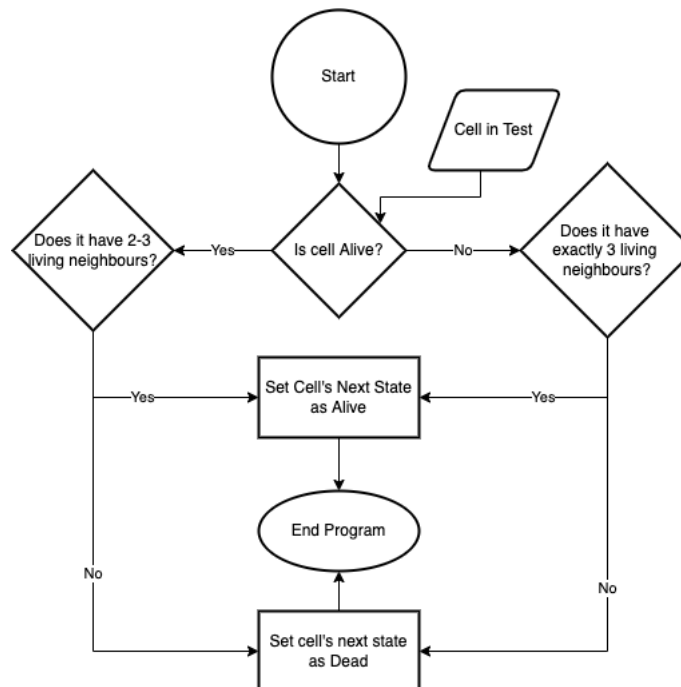 Start
Cell in Test
Does it have 2-3
living neighbours?
Yes
Is cell Alive?
No
Does it have
exactly 3 living
neighbours?
Yes
Set Cell's Next State
as Alive
Yes
End Program
No
No
Set cell's next state
as Dead